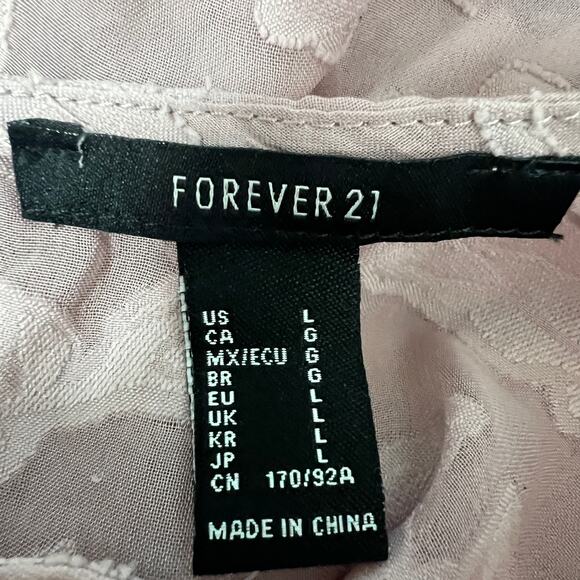 FOREVER 21
US L
CA G
MX/ECU G
BR G
EU L
UK L
KR L
JP L
CN 170/92A
MADE IN CHINA